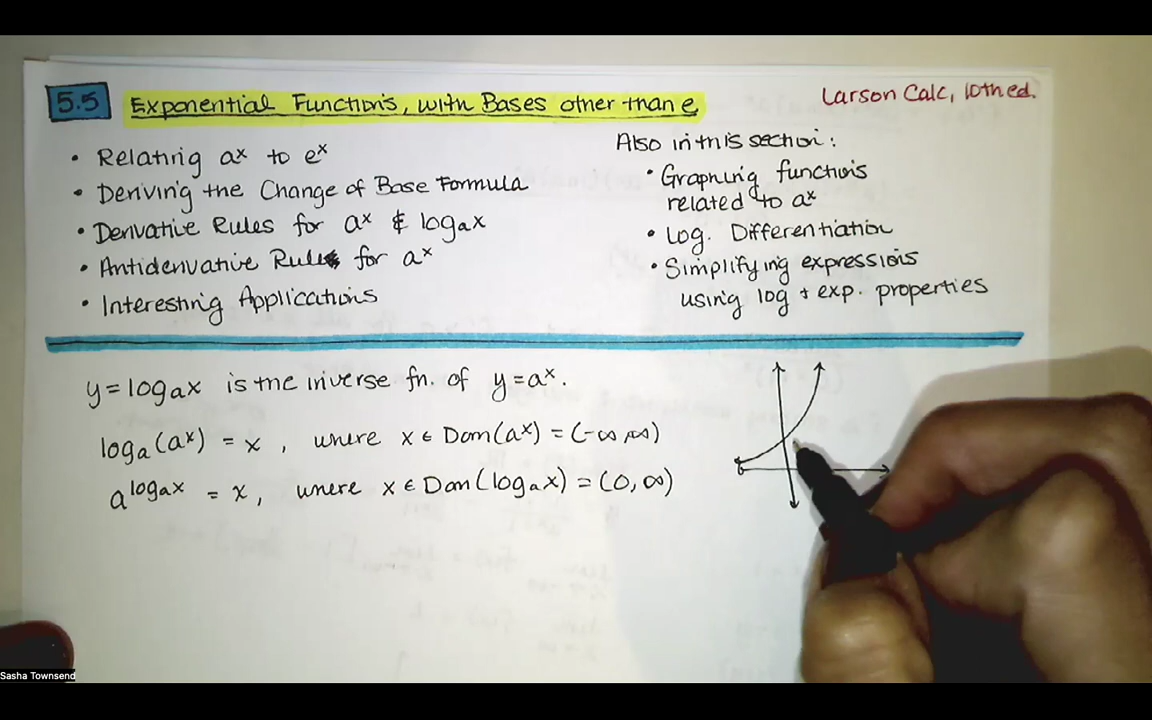 5.5 Exponential Functions, with Bases other than e
Larson Calc, 10th ed.
• Relating aˣ to eˣ
• Deriving the Change of Base Formula
• Derivative Rules for aˣ & logₐx
• Antiderivative Rules for aˣ
• Interesting Applications
Also in this section:
• Graphing functions
related to aˣ
• Log. Differentiation
• Simplifying expressions
using log + exp. properties
y = logₐx is the inverse fn. of y = aˣ.
logₐ(aˣ) = x, where x ∈ Dom(aˣ) = (-∞,∞)
a^logₐx = x, where x ∈ Dom(logₐx) = (0,∞)
Sasha Townsend